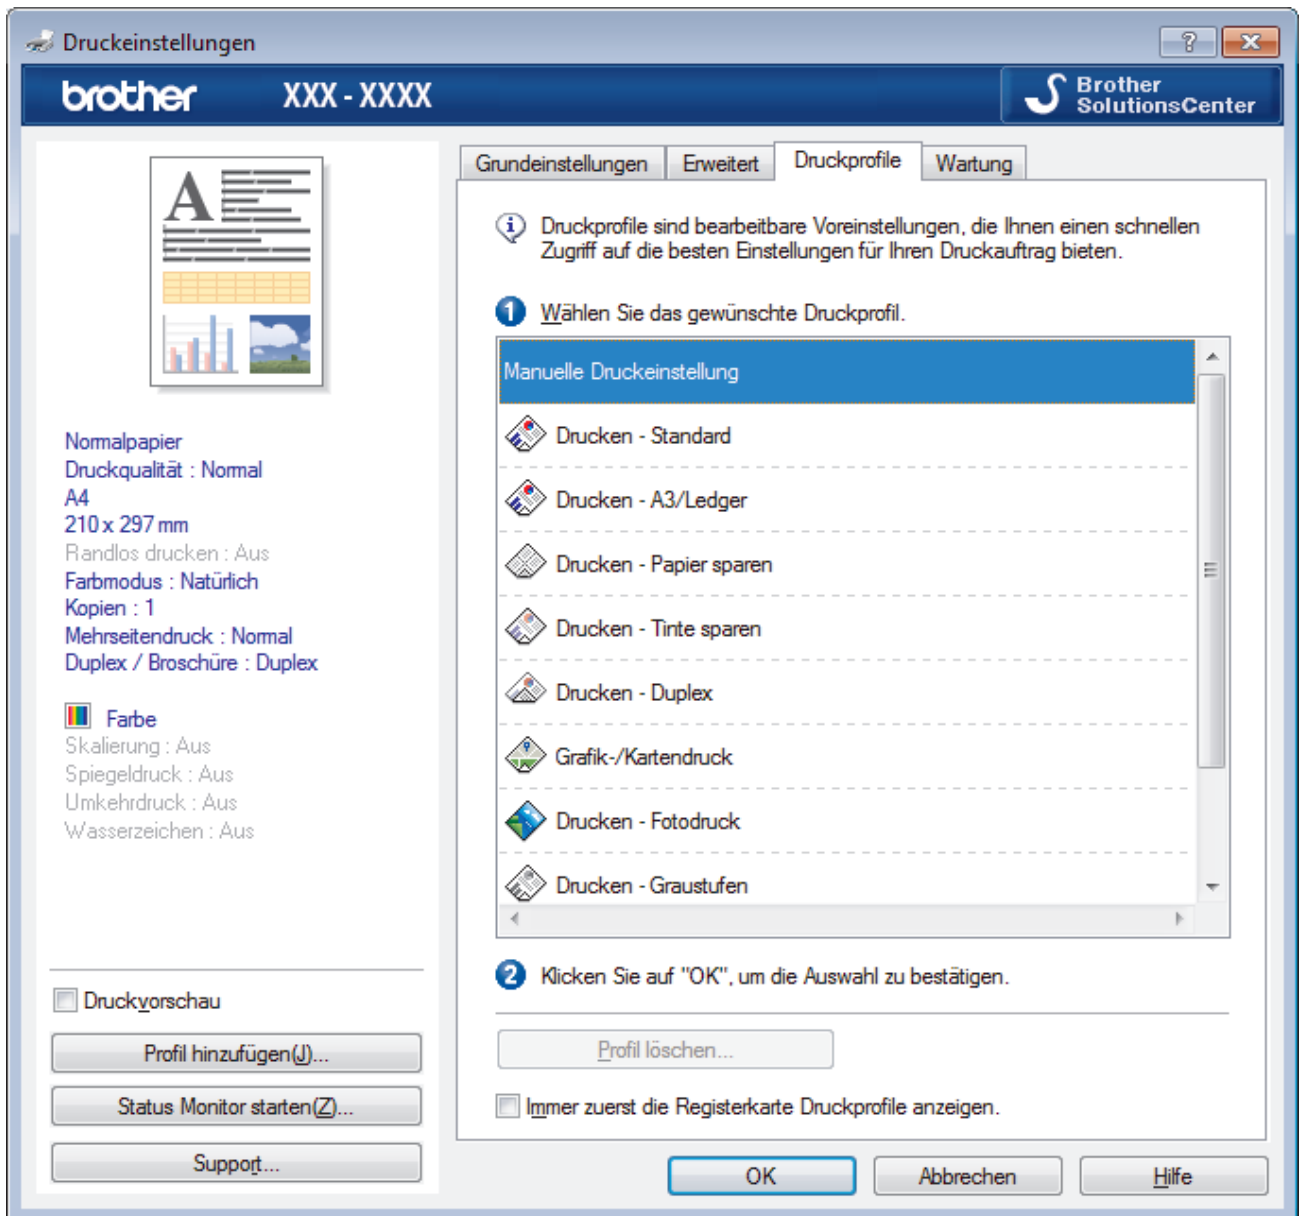 Druckeinstellungen
brother XXX - XXXX
Brother
SolutionsCenter
Normalpapier
Druckqualität : Normal
A4
210 x 297 mm
Randlos drucken : Aus
Farbmodus : Natürlich
Kopien : 1
Mehrseitendruck : Normal
Duplex / Broschüre : Duplex
Farbe
Skalierung : Aus
Spiegeldruck : Aus
Umkehrdruck : Aus
Wasserzeichen : Aus
Druckvorschau
Profil hinzufügen(J)...
Status Monitor starten(Z)...
Support...
Grundeinstellungen Erweitert Druckprofile Wartung
Druckprofile sind bearbeitbare Voreinstellungen, die Ihnen einen schnellen
Zugriff auf die besten Einstellungen für Ihren Druckauftrag bieten.
1 Wählen Sie das gewünschte Druckprofil.
Manuelle Druckeinstellung
Drucken - Standard
Drucken - A3/Ledger
Drucken - Papier sparen
Drucken - Tinte sparen
Drucken - Duplex
Grafik-/Kartendruck
Drucken - Fotodruck
Drucken - Graustufen
2 Klicken Sie auf "OK", um die Auswahl zu bestätigen.
Profil löschen...
Immer zuerst die Registerkarte Druckprofile anzeigen.
OK Abbrechen Hilfe